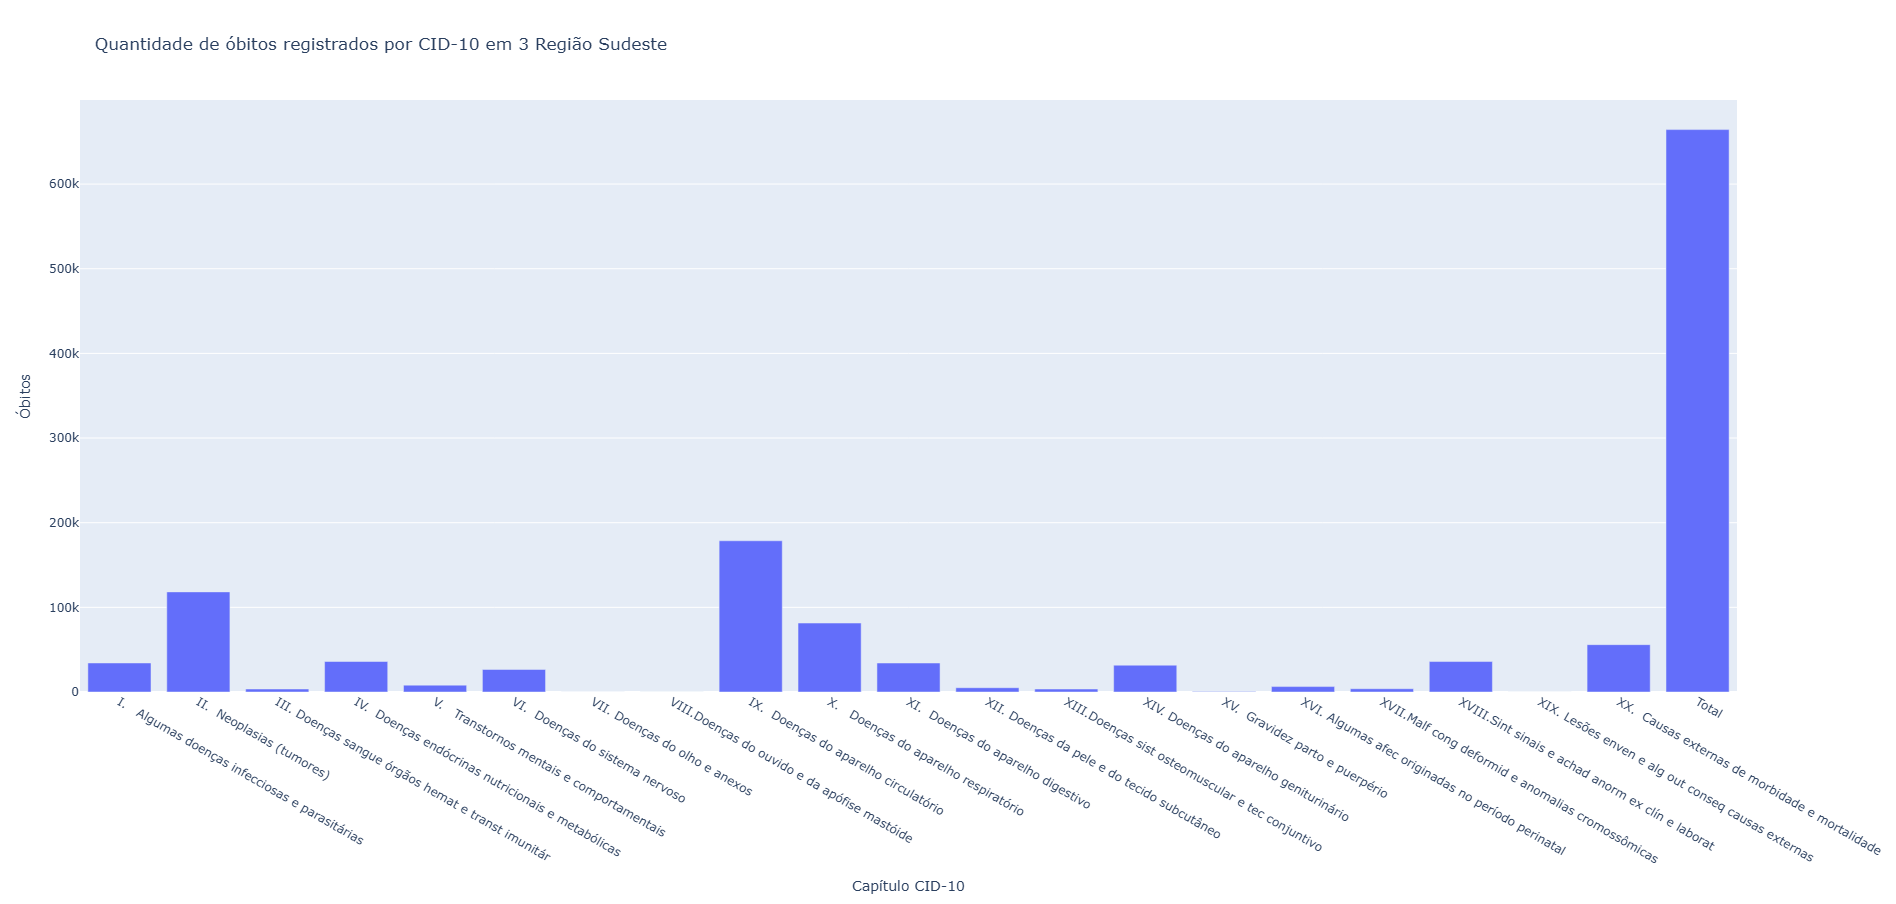 Quantidade de óbitos registrados por CID-10 em 3 Região Sudeste
600k
500k
400k
300k
200k
100k
0
Óbitos
I.   Algumas doenças infecciosas e parasitárias
II.  Neoplasias (tumores)
III. Doenças sangue órgãos hemat e transt imunitár
IV.  Doenças endócrinas nutricionais e metabólicas
V.   Transtornos mentais e comportamentais
VI.  Doenças do sistema nervoso
VII. Doenças do olho e anexos
VIII.Doenças do ouvido e da apófise mastóide
IX.  Doenças do aparelho circulatório
X.   Doenças do aparelho respiratório
XI.  Doenças do aparelho digestivo
XII. Doenças da pele e do tecido subcutâneo
XIII.Doenças sist osteomuscular e tec conjuntivo
XIV. Doenças do aparelho geniturinário
XV.  Gravidez parto e puerpério
XVI. Algumas afec originadas no período perinatal
XVII.Malf cong deformid e anomalias cromossômicas
XVIII.Sint sinais e achad anorm ex clín e laborat
XIX. Lesões enven e alg out conseq causas externas
XX.  Causas externas de morbidade e mortalidade
Total
Capítulo CID-10